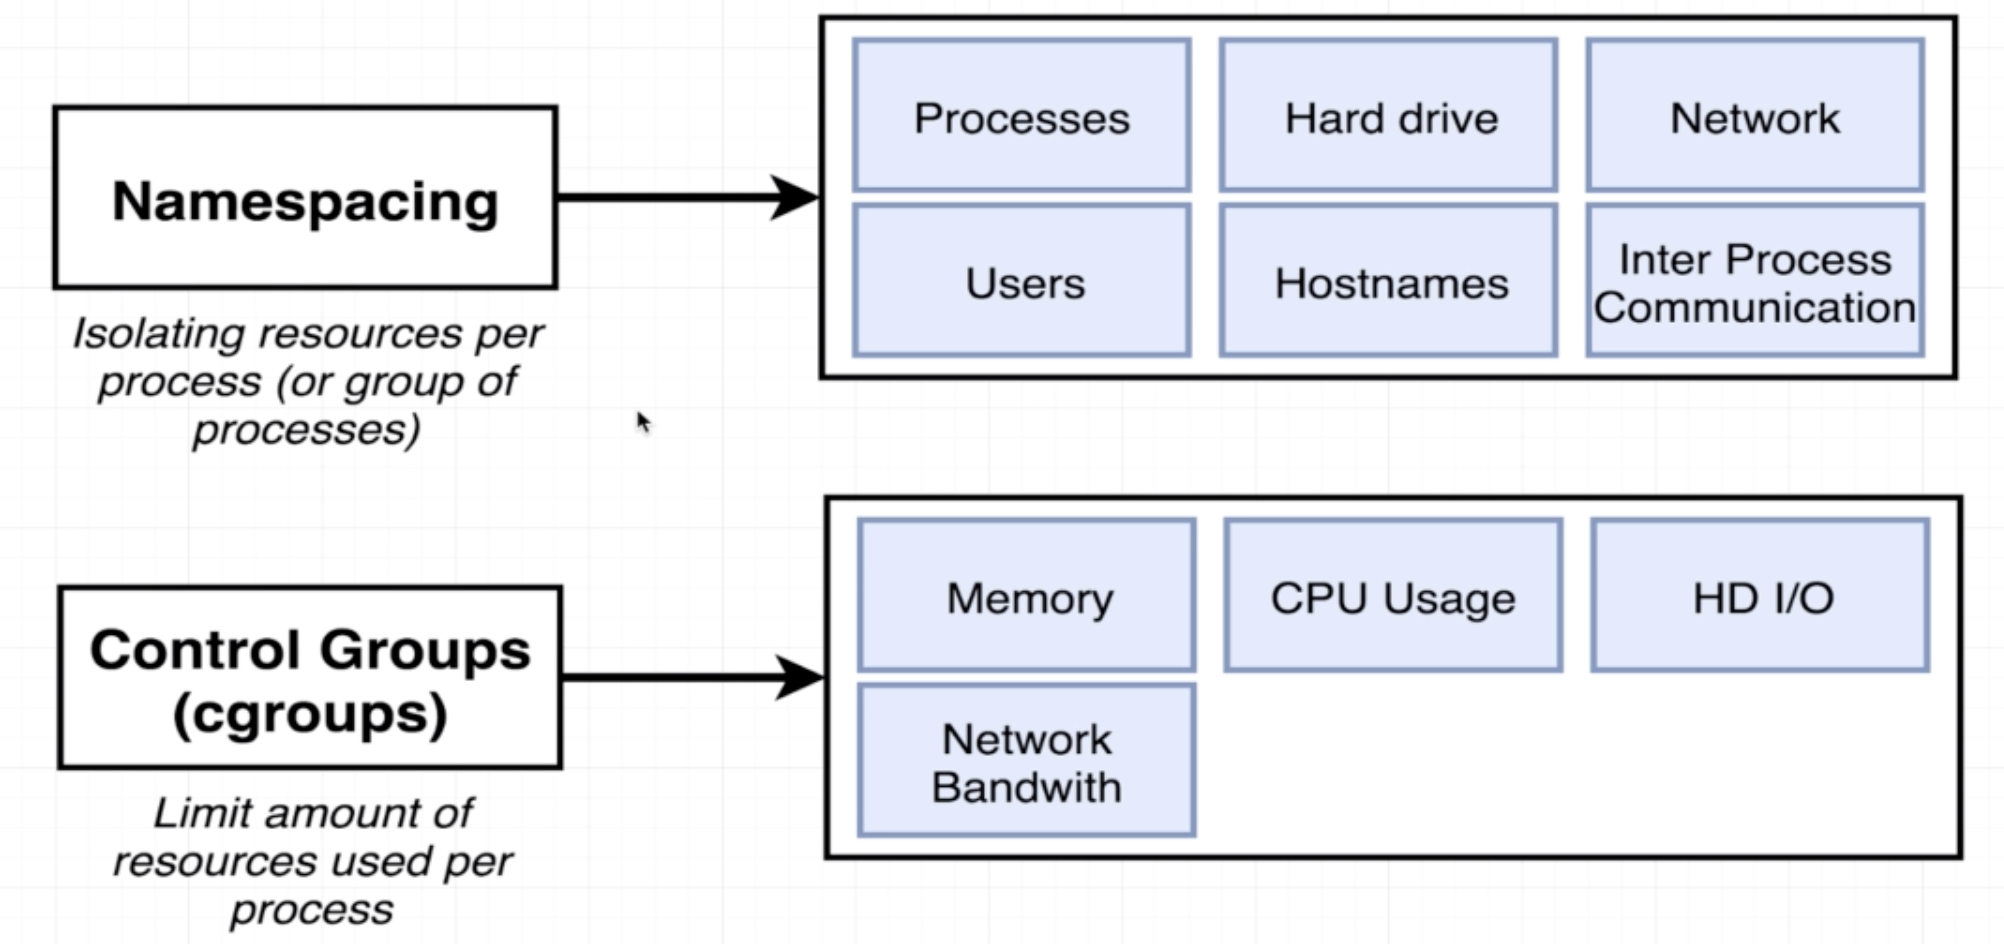 Namespacing
Isolating resources per
process (or group of
processes)
Processes
Hard drive
Network
Users
Hostnames
Inter Process
Communication
Control Groups
(cgroups)
Limit amount of
resources used per
process
Memory
CPU Usage
HD I/O
Network
Bandwith